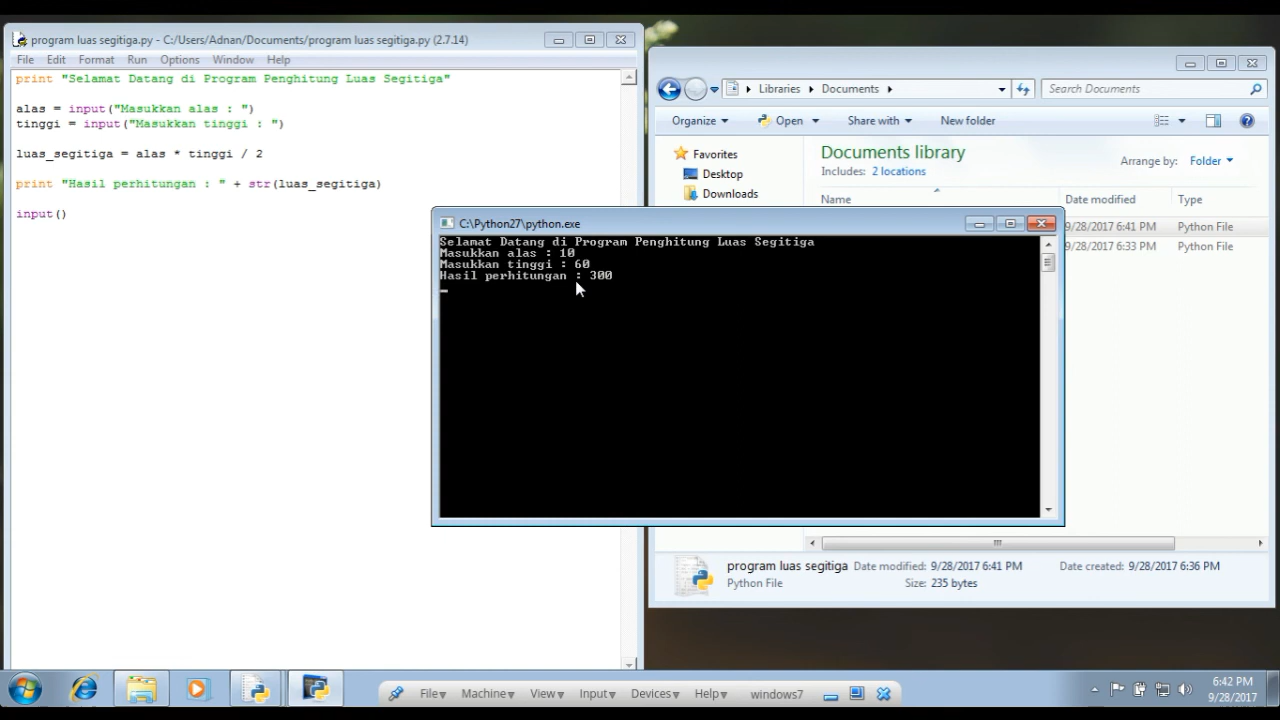 program luas segitiga.py - C:/Users/Adnan/Documents/program luas segitiga.py (2.7.14)
File Edit Format Run Options Window Help
print "Selamat Datang di Program Penghitung Luas Segitiga"
alas = input("Masukkan alas : ")
tinggi = input("Masukkan tinggi : ")
luas_segitiga = alas * tinggi / 2
print "Hasil perhitungan : " + str(luas_segitiga)
input()
Libraries Documents
Search Documents
Organize Open Share with New folder
Favorites
Desktop
Downloads
Documents library
Includes: 2 locations
Arrange by: Folder
Name Date modified Type
9/28/2017 6:41 PM Python File
9/28/2017 6:33 PM Python File
C:\Python27\python.exe
Selamat Datang di Program Penghitung Luas Segitiga
Masukkan alas : 10
Masukkan tinggi : 60
Hasil perhitungan : 300
program luas segitiga Date modified: 9/28/2017 6:41 PM Date created: 9/28/2017 6:36 PM
Python File Size: 235 bytes
File Machine View Input Devices Help windows7
6:42 PM
9/28/2017